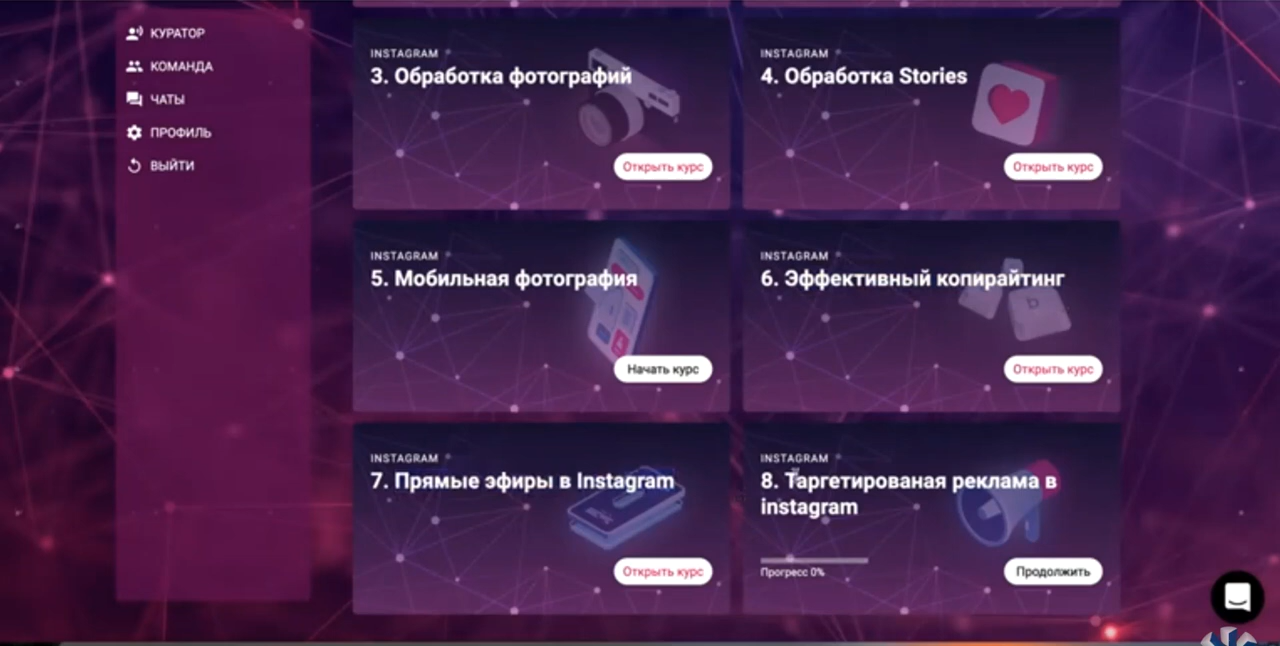 КУРАТОР
КОМАНДА
ЧАТЫ
ПРОФИЛЬ
ВЫЙТИ
INSTAGRAM
3. Обработка фотографий
Открыть курс
INSTAGRAM
4. Обработка Stories
Открыть курс
INSTAGRAM
5. Мобильная фотография
Начать курс
INSTAGRAM
6. Эффективный копирайтинг
Открыть курс
INSTAGRAM
7. Прямые эфиры в Instagram
Открыть курс
INSTAGRAM
8. Таргетированая реклама в
instagram
Прогресс 0%
Продолжить